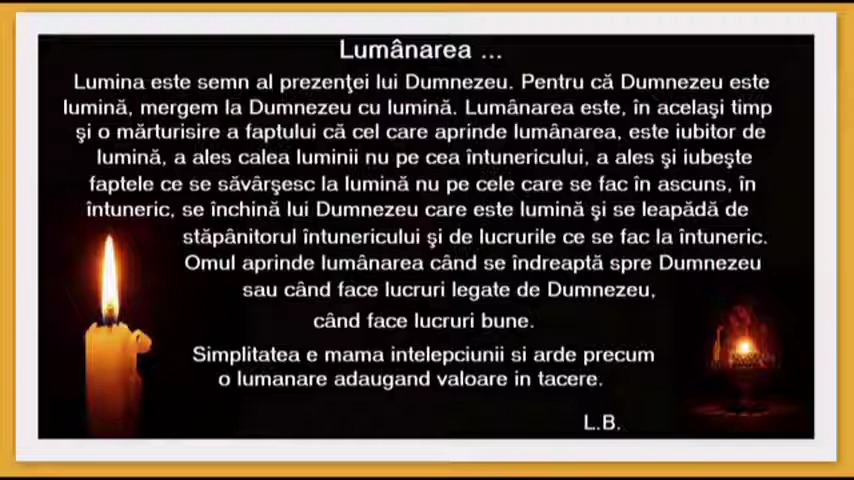 Lumânarea ...
Lumina este semn al prezenţei lui Dumnezeu. Pentru că Dumnezeu este
lumină, mergem la Dumnezeu cu lumină. Lumânarea este, în acelaşi timp
şi o mărturisire a faptului că cel care aprinde lumânarea, este iubitor de
lumină, a ales calea luminii nu pe cea întunericului, a ales şi iubeşte
faptele ce se săvârşesc la lumină nu pe cele care se fac în ascuns, în
întuneric, se închină lui Dumnezeu care este lumină şi se leapădă de
stăpânitorul întunericului şi de lucrurile ce se fac la întuneric.
Omul aprinde lumânarea când se îndreaptă spre Dumnezeu
sau când face lucruri legate de Dumnezeu,
când face lucruri bune.
Simplitatea e mama intelepciunii si arde precum
o lumanare adaugand valoare in tacere.
L.B.